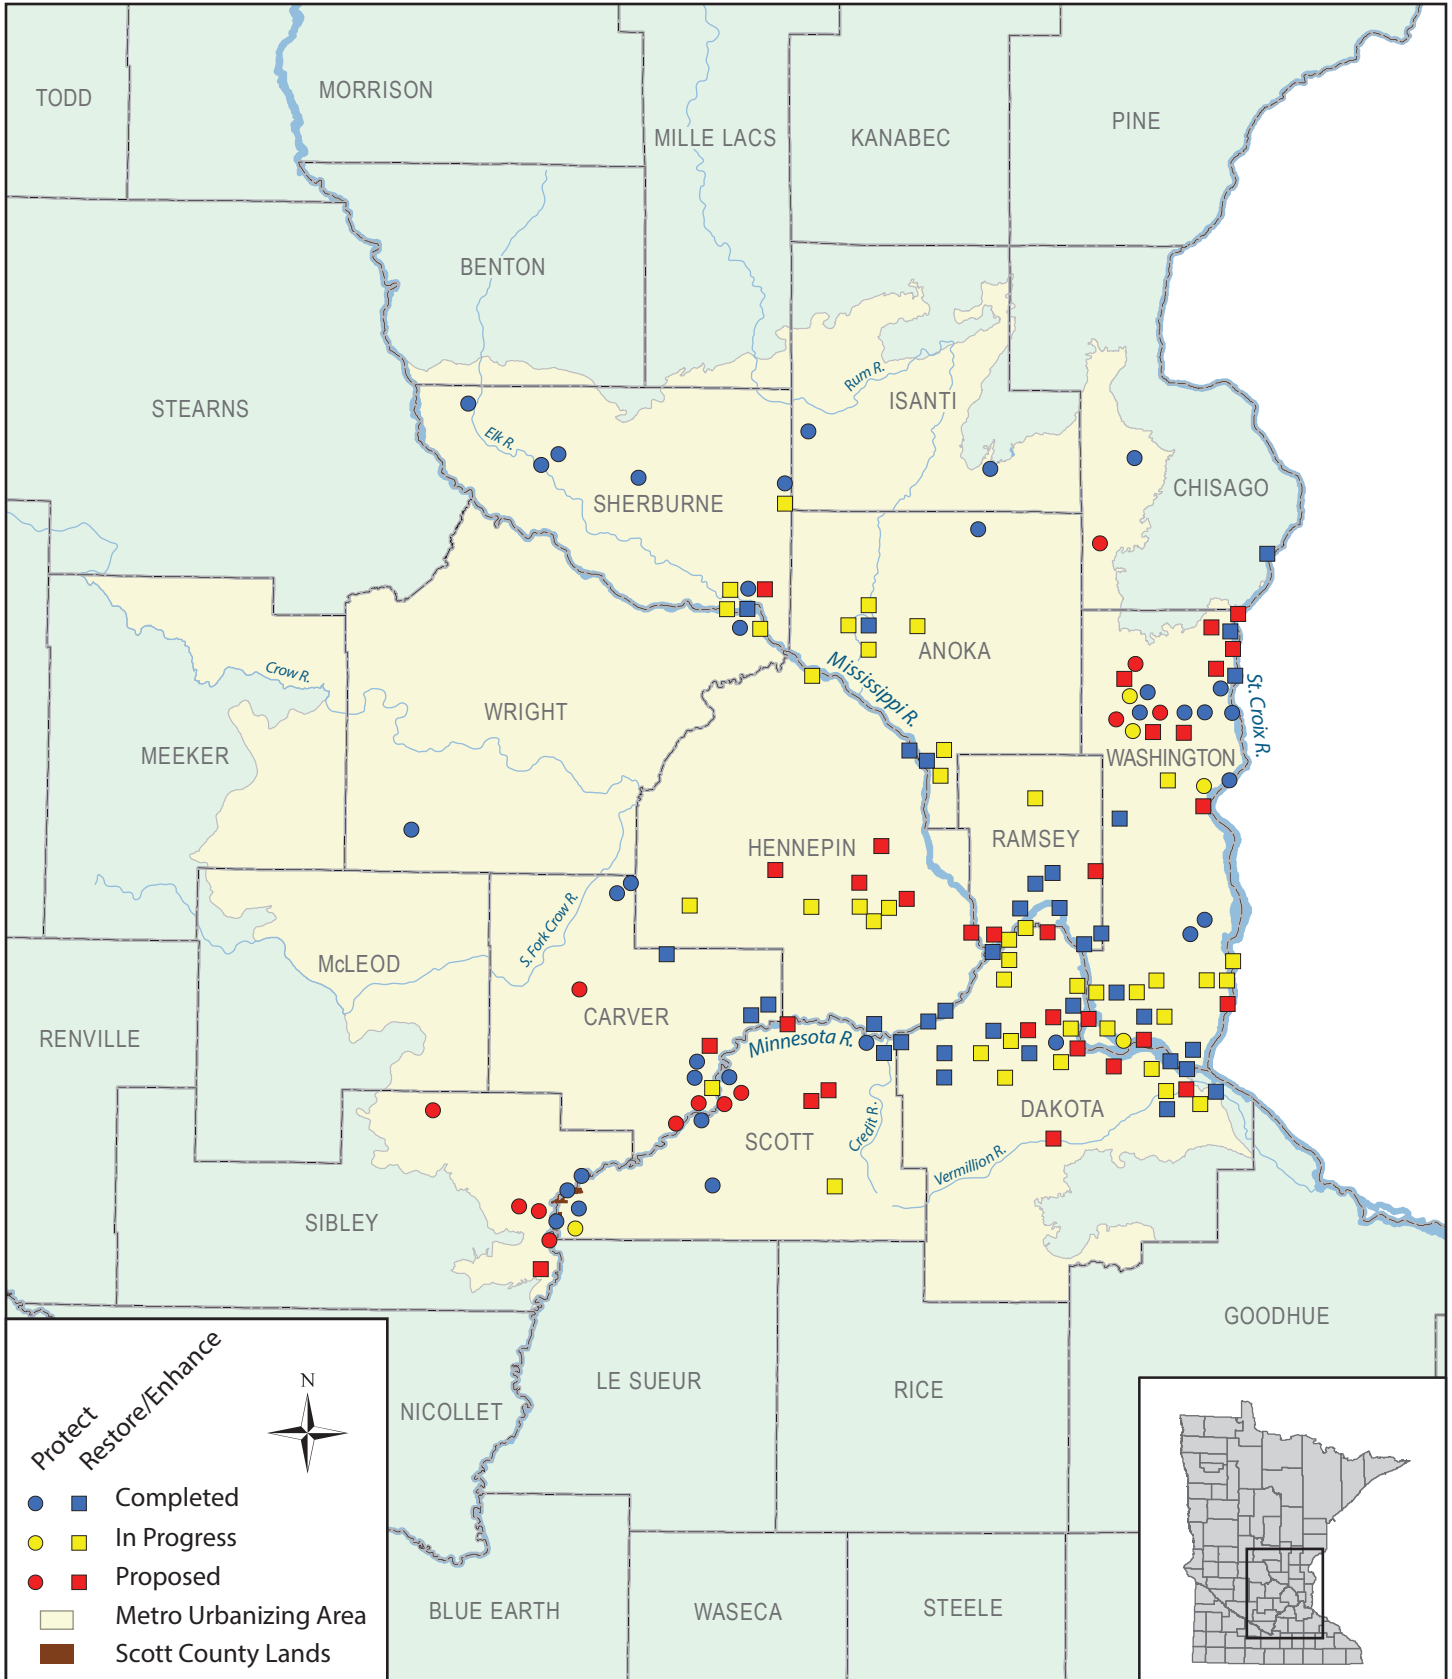 TODD
MORRISON
MILLE LACS
KANABEC
PINE
BENTON
STEARNS
Rum R.
ISANTI
Elk R.
SHERBURNE
CHISAGO
ANOKA
Mississippi R.
Crow R.
WRIGHT
MEEKER
St. Croix R.
WASHINGTON
HENNEPIN
RAMSEY
S. Fork Crow R.
McLEOD
CARVER
RENVILLE
Minnesota R.
SCOTT
Credit R.
DAKOTA
Vermillion R.
SIBLEY
GOODHUE
LE SUEUR
RICE
NICOLLET
BLUE EARTH
WASECA
STEELE
Protect
Restore/Enhance
N
Completed
In Progress
Proposed
Metro Urbanizing Area
Scott County Lands